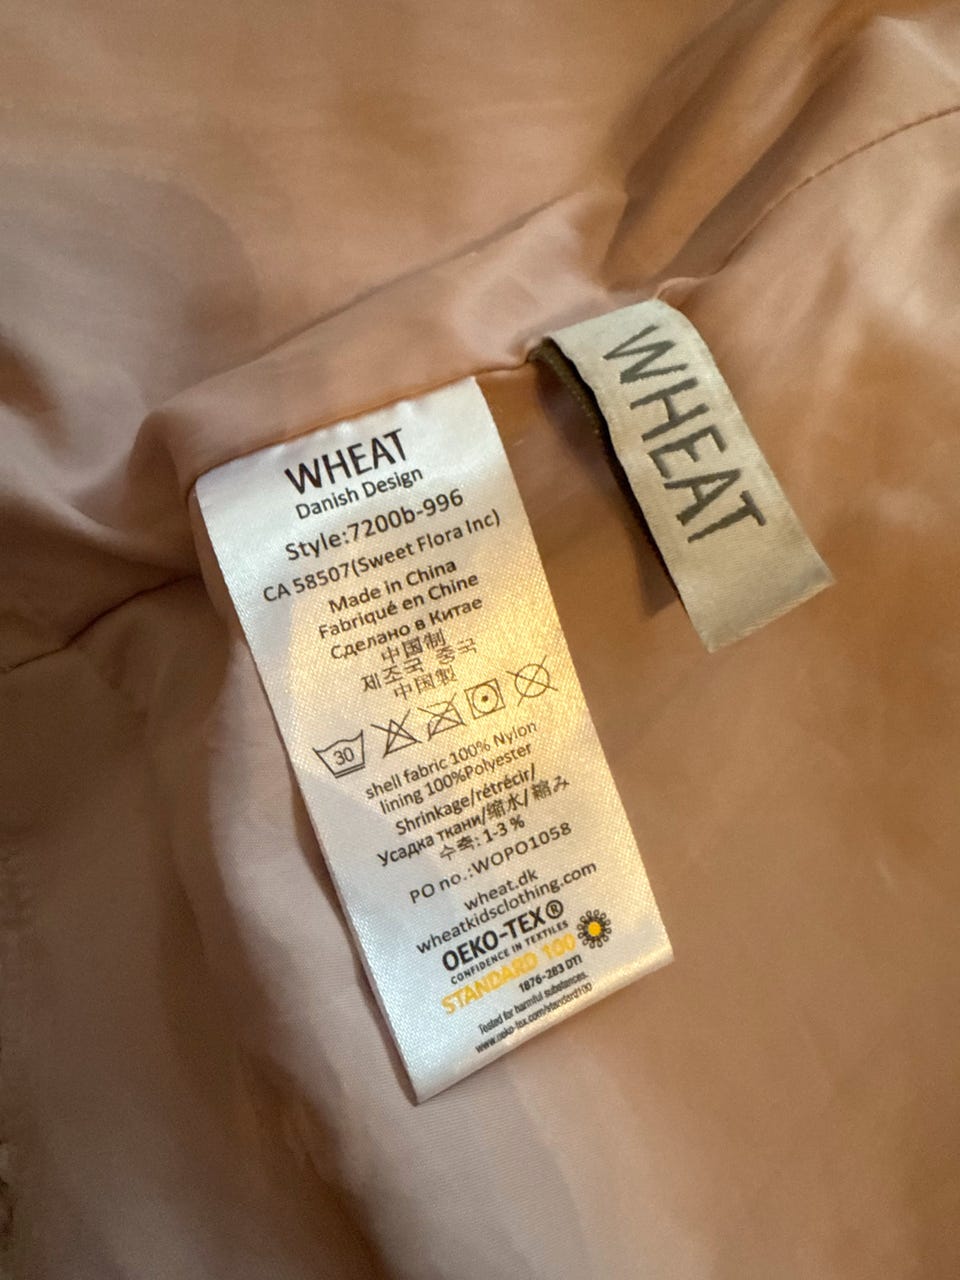 WHEAT
Danish Design
Style:7200b-996
CA 58507(Sweet Flora Inc)
Made in China
Fabriqué en Chine
Сделано в Китае
中国制
제조국 중국
中国製
30
shell fabric 100% Nylon
lining 100%Polyester
Shrinkage/rétrécir/
Усадка ткани/缩水/縮み
수축: 1-3 %
PO no.:WOPO1058
wheat.dk
wheatkidsclothing.com
OEKO-TEX®
CONFIDENCE IN TEXTILES
STANDARD 100
1876-283 DTI
Tested for harmful substances.
www.oeko-tex.com/standard100
WHEAT